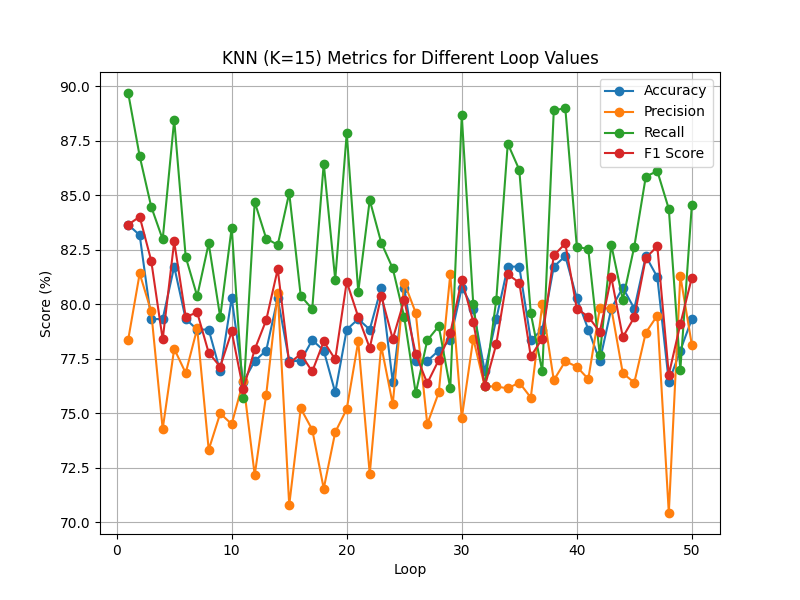 KNN (K=15) Metrics for Different Loop Values
Accuracy
Precision
Recall
F1 Score
Score (%)
90.0
87.5
85.0
82.5
80.0
77.5
75.0
72.5
70.0
0 10 20 30 40 50
Loop